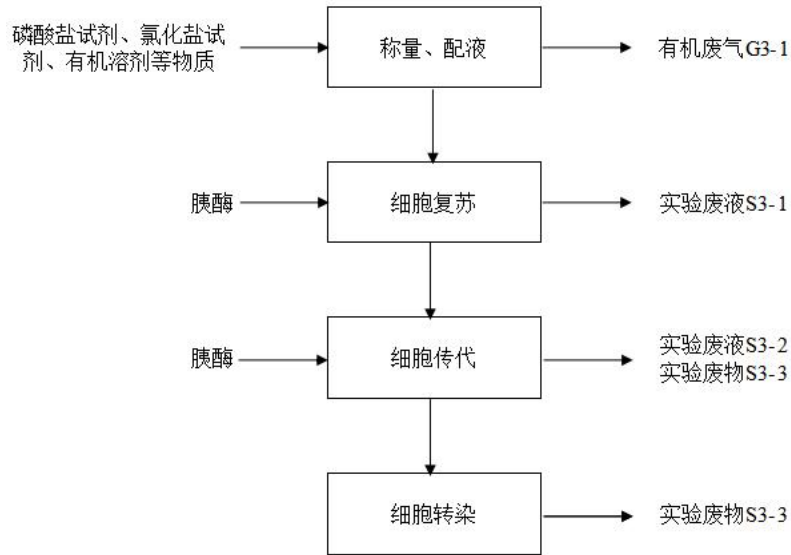 磷酸盐试剂、氯化盐试
剂、有机溶剂等物质
称量、配液
有机废气G3-1
胰酶
细胞复苏
实验废液S3-1
胰酶
细胞传代
实验废液S3-2
实验废物S3-3
细胞转染
实验废物S3-3